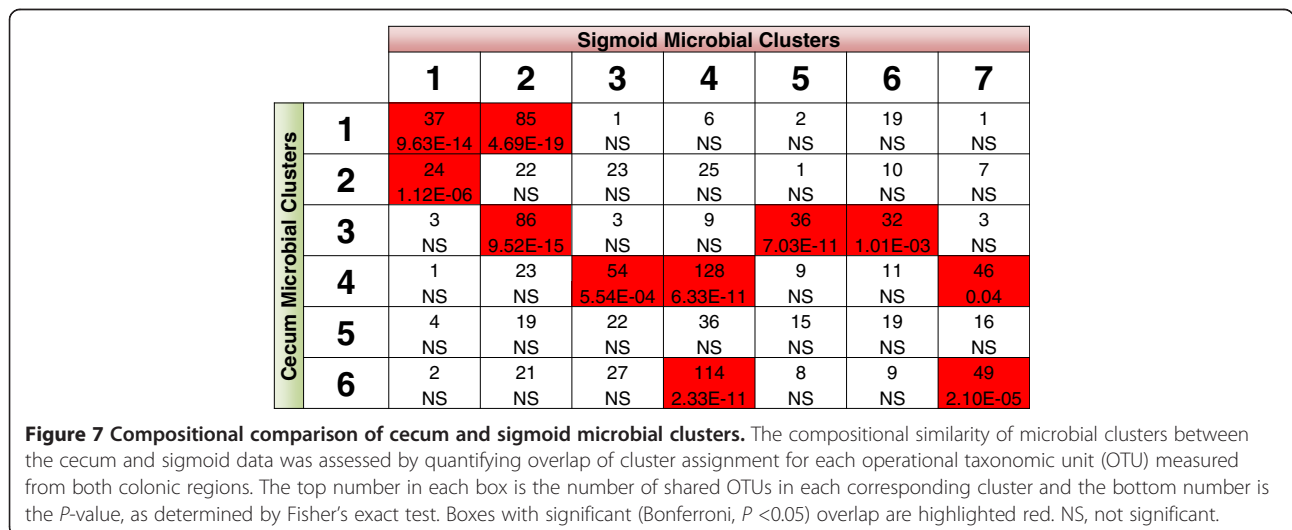 Sigmoid Microbial Clusters
1 2 3 4 5 6 7
Cecum Microbial Clusters
1 37 85 1 6 2 19 1
9.63E-14 4.69E-19 NS NS NS NS NS
2 24 22 23 25 1 10 7
1.12E-06 NS NS NS NS NS NS
3 3 86 3 9 36 32 3
NS 9.52E-15 NS NS 7.03E-11 1.01E-03 NS
4 1 23 54 128 9 11 46
NS NS 5.54E-04 6.33E-11 NS NS 0.04
5 4 19 22 36 15 19 16
NS NS NS NS NS NS NS
6 2 21 27 114 8 9 49
NS NS NS 2.33E-11 NS NS 2.10E-05
Figure 7 Compositional comparison of cecum and sigmoid microbial clusters. The compositional similarity of microbial clusters between
the cecum and sigmoid data was assessed by quantifying overlap of cluster assignment for each operational taxonomic unit (OTU) measured
from both colonic regions. The top number in each box is the number of shared OTUs in each corresponding cluster and the bottom number is
the P-value, as determined by Fisher's exact test. Boxes with significant (Bonferroni, P <0.05) overlap are highlighted red. NS, not significant.